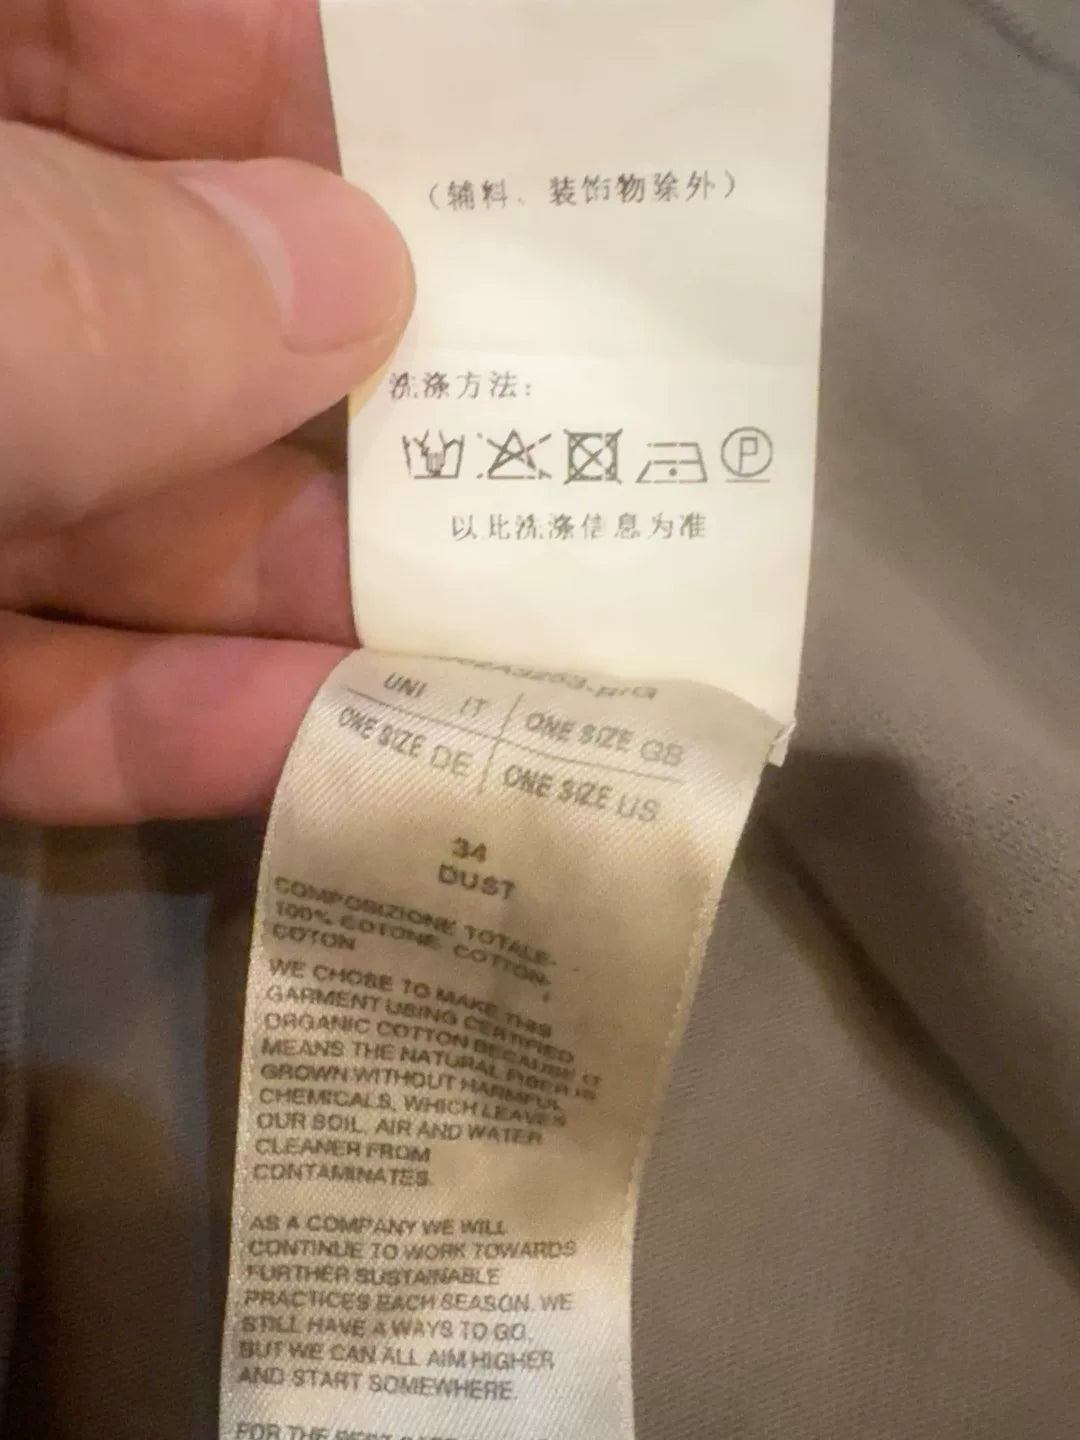 （辅料、装饰物除外）
洗涤方法:
P
以比洗涤信息为准
UNI IT ONE SIZE GB
ONE SIZE DE ONE SIZE US
34
DUST
COMPOSIZIONE TOTALE-
100% COTONE COTTON-
COTON
WE CHOSE TO MAKE THIS
GARMENT USING CERTIFIED
ORGANIC COTTON BECAUSE IT
MEANS THE NATURAL FIBER IS
GROWN WITHOUT HARMFUL
CHEMICALS, WHICH LEAVES
OUR SOIL, AIR AND WATER
CLEANER FROM
CONTAMINATES.
AS A COMPANY WE WILL
CONTINUE TO WORK TOWARDS
FURTHER SUSTAINABLE
PRACTICES EACH SEASON. WE
STILL HAVE A WAYS TO GO,
BUT WE CAN ALL AIM HIGHER
AND START SOMEWHERE.
FOR THE BEST